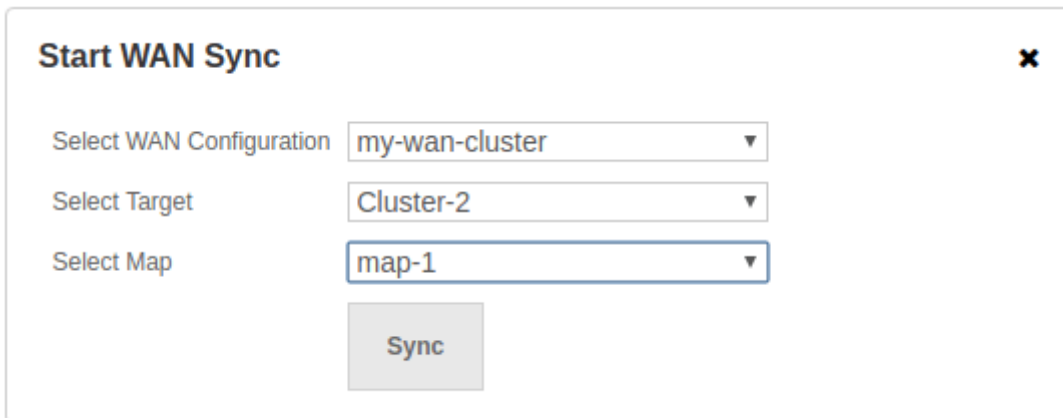 Start WAN Sync
Select WAN Configuration my-wan-cluster
Select Target Cluster-2
Select Map map-1
Sync